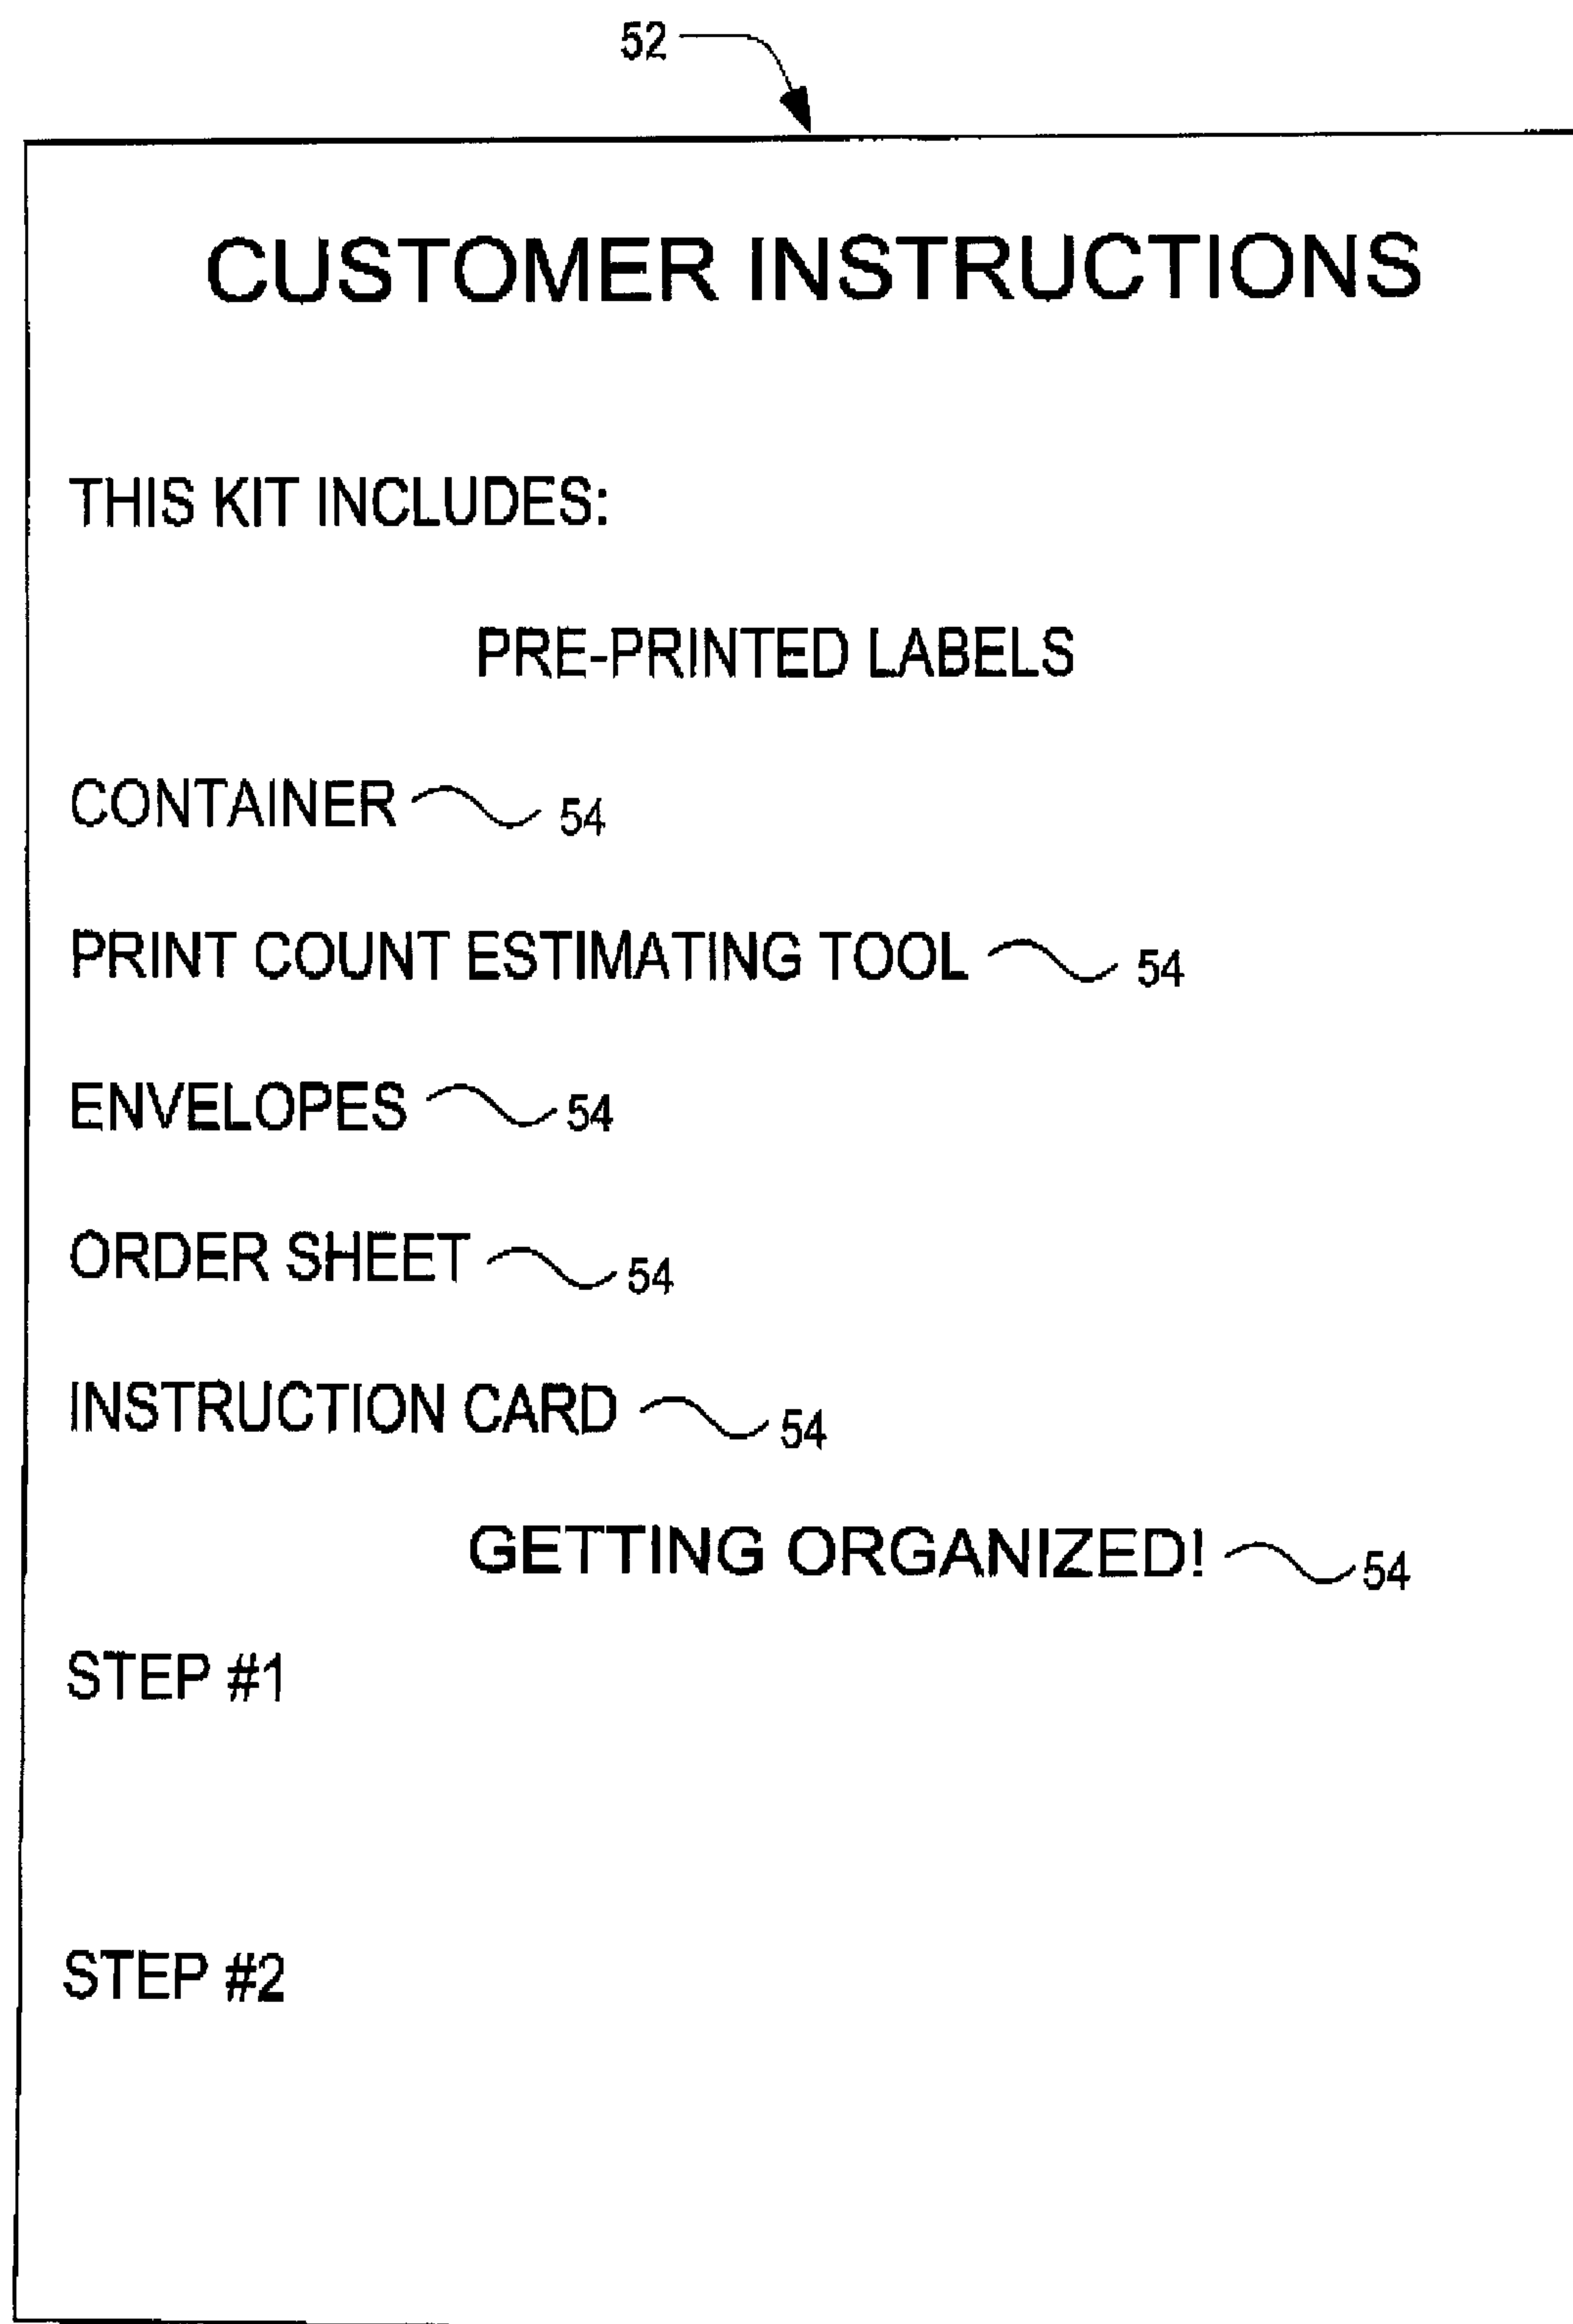 52
CUSTOMER INSTRUCTIONS
THIS KIT INCLUDES:
PRE-PRINTED LABELS
CONTAINER 54
PRINT COUNT ESTIMATING TOOL 54
ENVELOPES 54
ORDER SHEET 54
INSTRUCTION CARD 54
GETTING ORGANIZED! 54
STEP #1
STEP #2